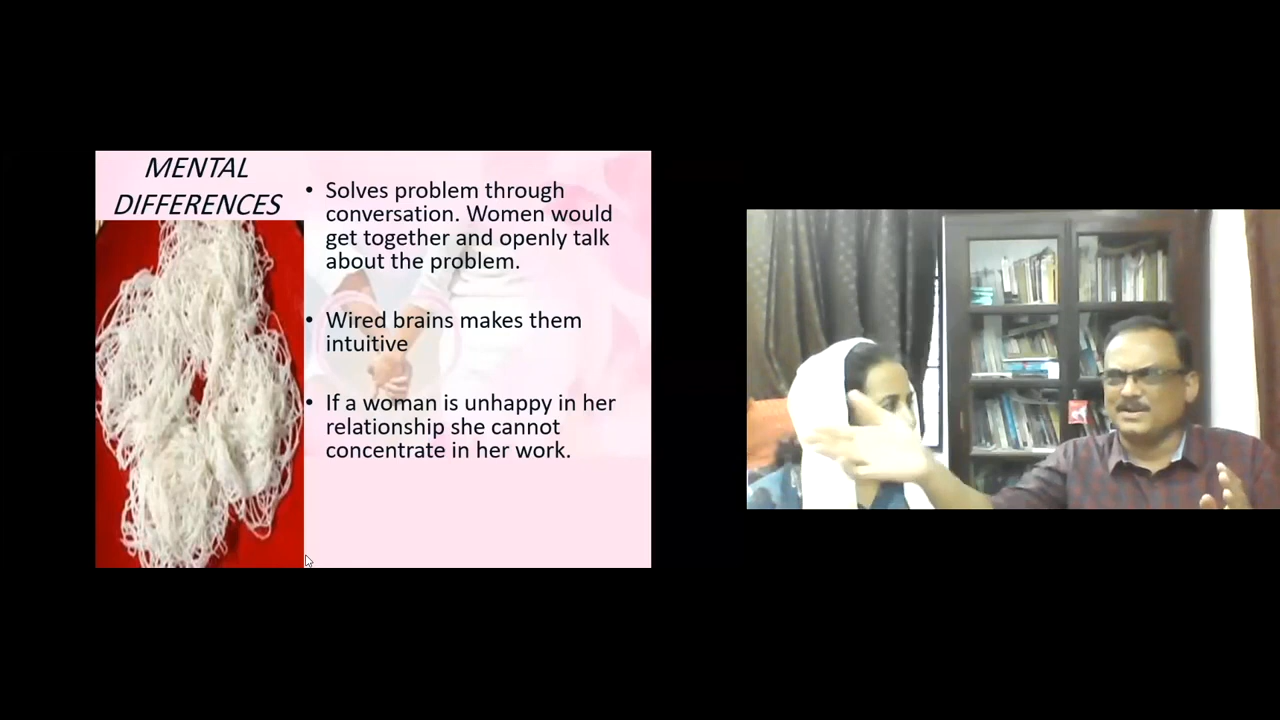 MENTAL
DIFFERENCES
• Solves problem through
conversation. Women would
get together and openly talk
about the problem.
• Wired brains makes them
intuitive
• If a woman is unhappy in her
relationship she cannot
concentrate in her work.